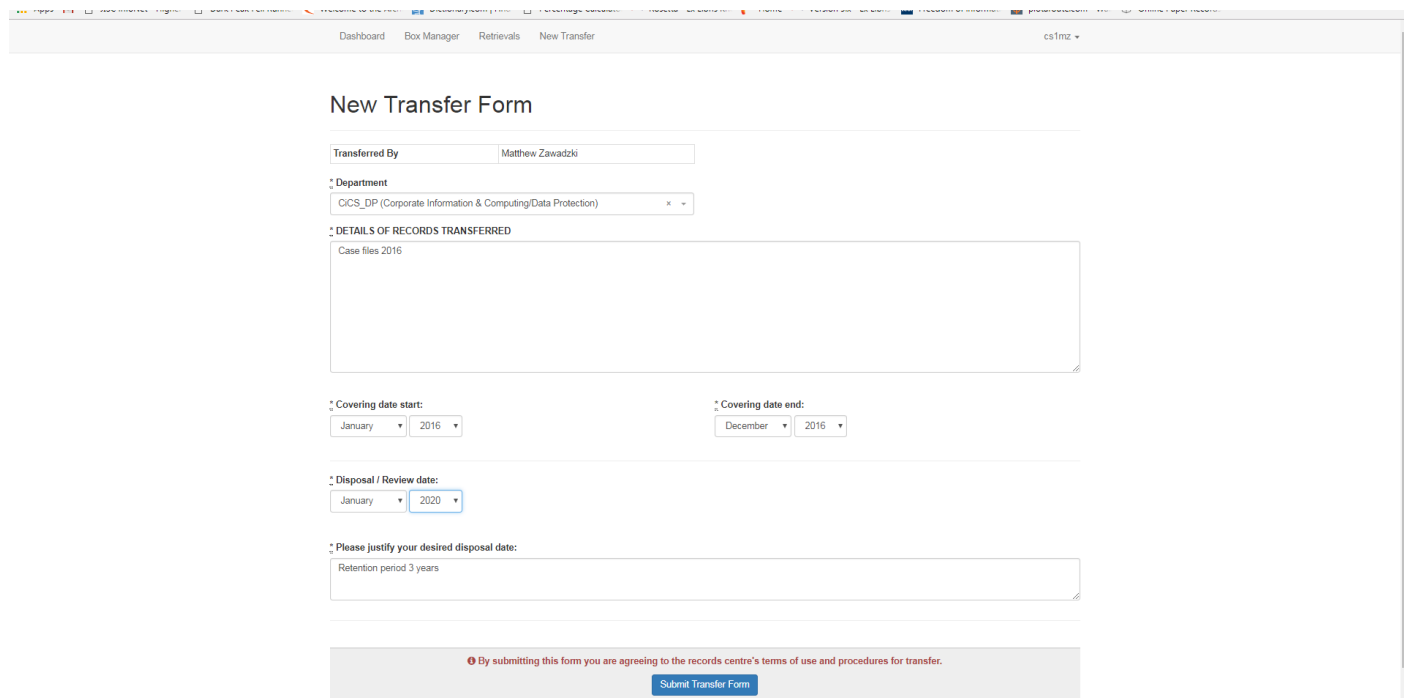 Dashboard Box Manager Retrievals New Transfer cs1mz
New Transfer Form
Transferred By Matthew Zawadzki
* Department
CiCS_DP (Corporate Information & Computing/Data Protection) ×
* DETAILS OF RECORDS TRANSFERRED
Case files 2016
* Covering date start: * Covering date end:
January 2016 December 2016
* Disposal / Review date:
January 2020
* Please justify your desired disposal date:
Retention period 3 years
By submitting this form you are agreeing to the records centre's terms of use and procedures for transfer.
Submit Transfer Form